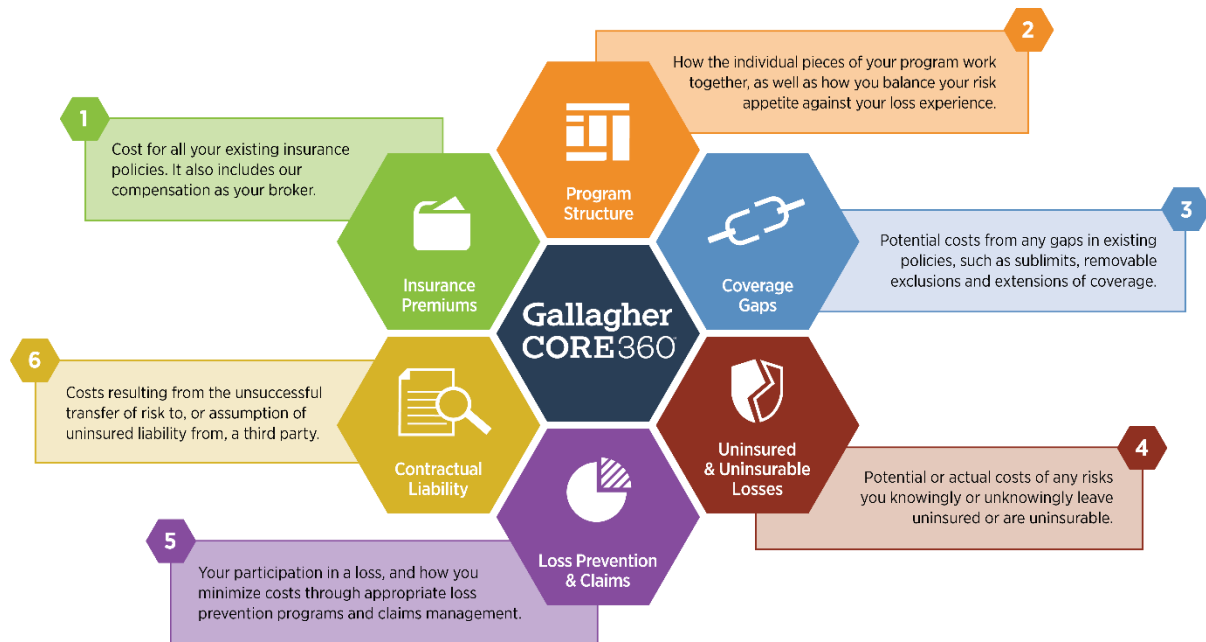 1
Cost for all your existing insurance
policies. It also includes our
compensation as your broker.
Insurance
Premiums
2
How the individual pieces of your program work
together, as well as how you balance your risk
appetite against your loss experience.
Program
Structure
3
Potential costs from any gaps in existing
policies, such as sublimits, removable
exclusions and extensions of coverage.
Coverage
Gaps
Gallagher
CORE360
4
Potential or actual costs of any risks
you knowingly or unknowingly leave
uninsured or are uninsurable.
Uninsured
& Uninsurable
Losses
5
Your participation in a loss, and how you
minimize costs through appropriate loss
prevention programs and claims management.
Loss Prevention
& Claims
6
Costs resulting from the unsuccessful
transfer of risk to, or assumption of
uninsured liability from, a third party.
Contractual
Liability